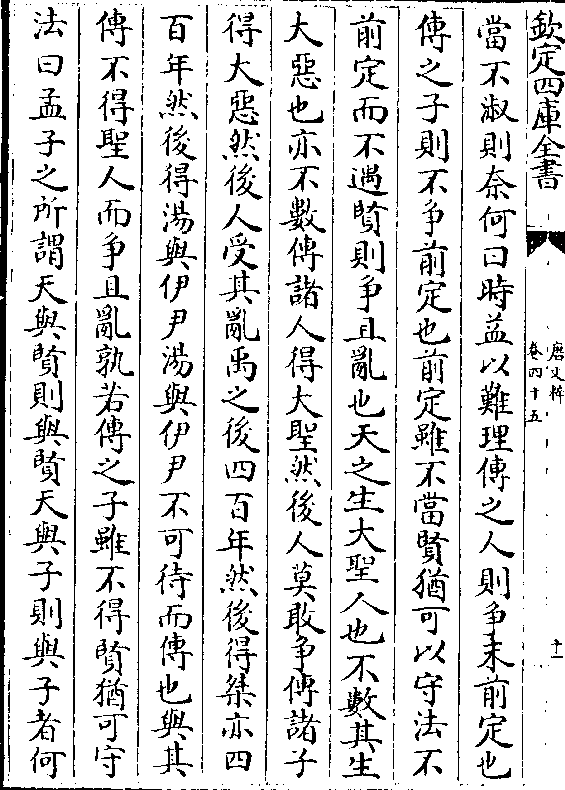 欽定四庫全書
唐文粹
卷四十五
十一
當不淑則奈何曰時益以難理傳之人則爭未前定也
傳之子則不爭前定也前定雖不當賢猶可以守法不
前定而不遇賢則爭且亂也天之生大聖人也不數其生
大惡也亦不數傳諸人得大聖然後人莫敢爭傳諸子
得大惡然後人受其亂禹之後四百年然後得桀亦四
百年然後得湯與伊尹湯與伊尹不可待而傳也與其
傳不得聖人而爭且亂孰若傳之子雖不得賢猶可守
法曰孟子之所謂天與賢則與賢天與子則與子者何